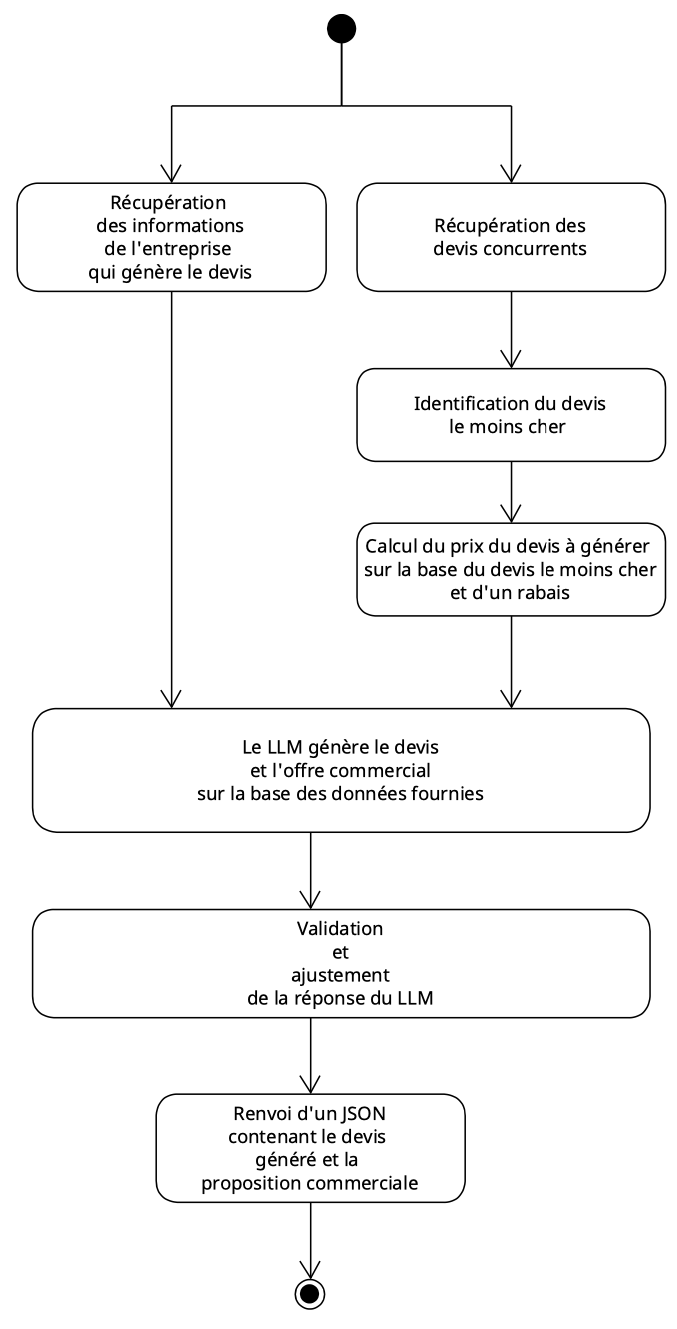 Récupération
des informations
de l'entreprise
qui génère le devis
Récupération des
devis concurrents
Identification du devis
le moins cher
Calcul du prix du devis à générer
sur la base du devis le moins cher
et d'un rabais
Le LLM génère le devis
et l'offre commercial
sur la base des données fournies
Validation
et
ajustement
de la réponse du LLM
Renvoi d'un JSON
contenant le devis
généré et la
proposition commerciale